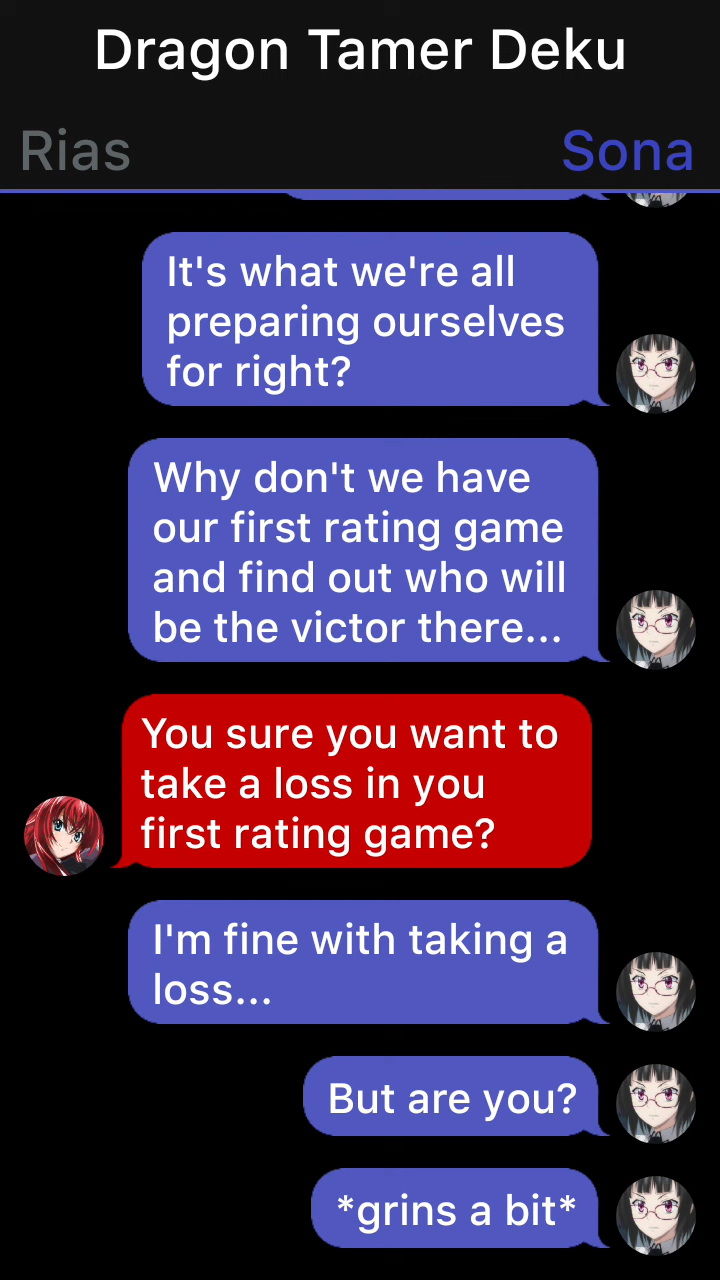 Dragon Tamer Deku
Rias
Sona
It's what we're all
preparing ourselves
for right?
Why don't we have
our first rating game
and find out who will
be the victor there...
You sure you want to
take a loss in you
first rating game?
I'm fine with taking a
loss...
But are you?
*grins a bit*